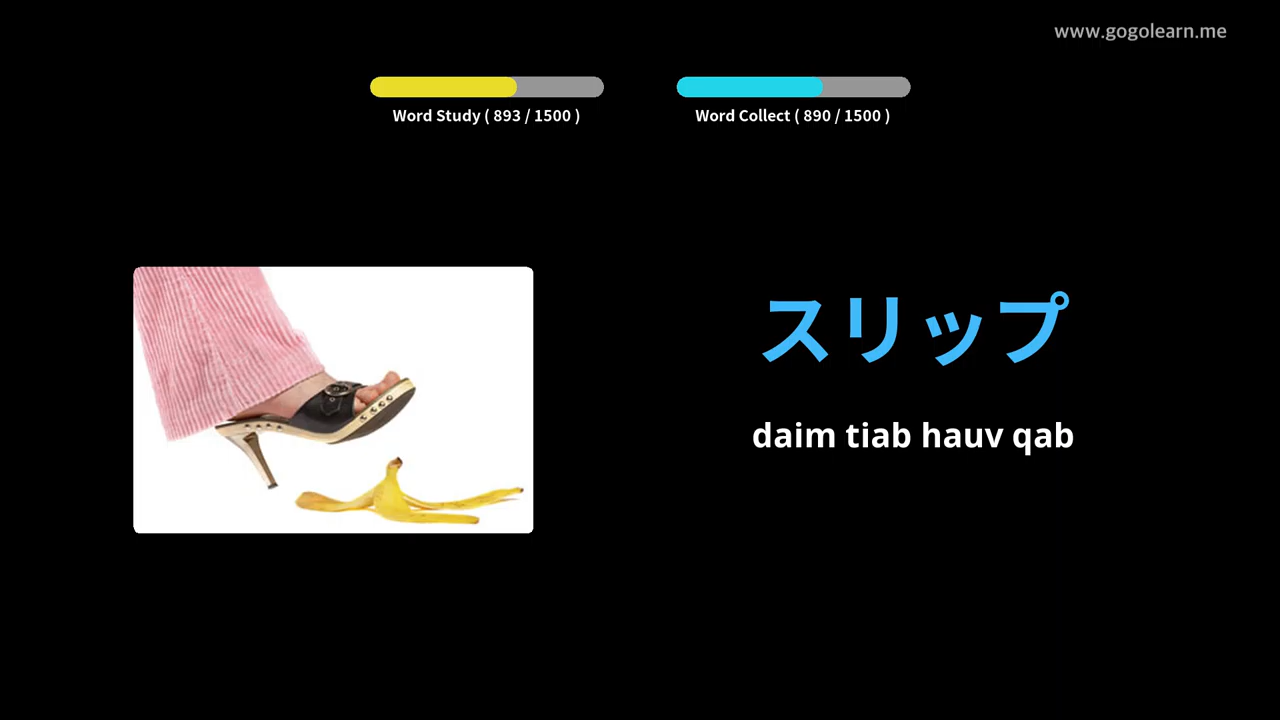 www.gogolearn.me
Word Study ( 893 / 1500 )
Word Collect ( 890 / 1500 )
スリップ
daim tiab hauv qab